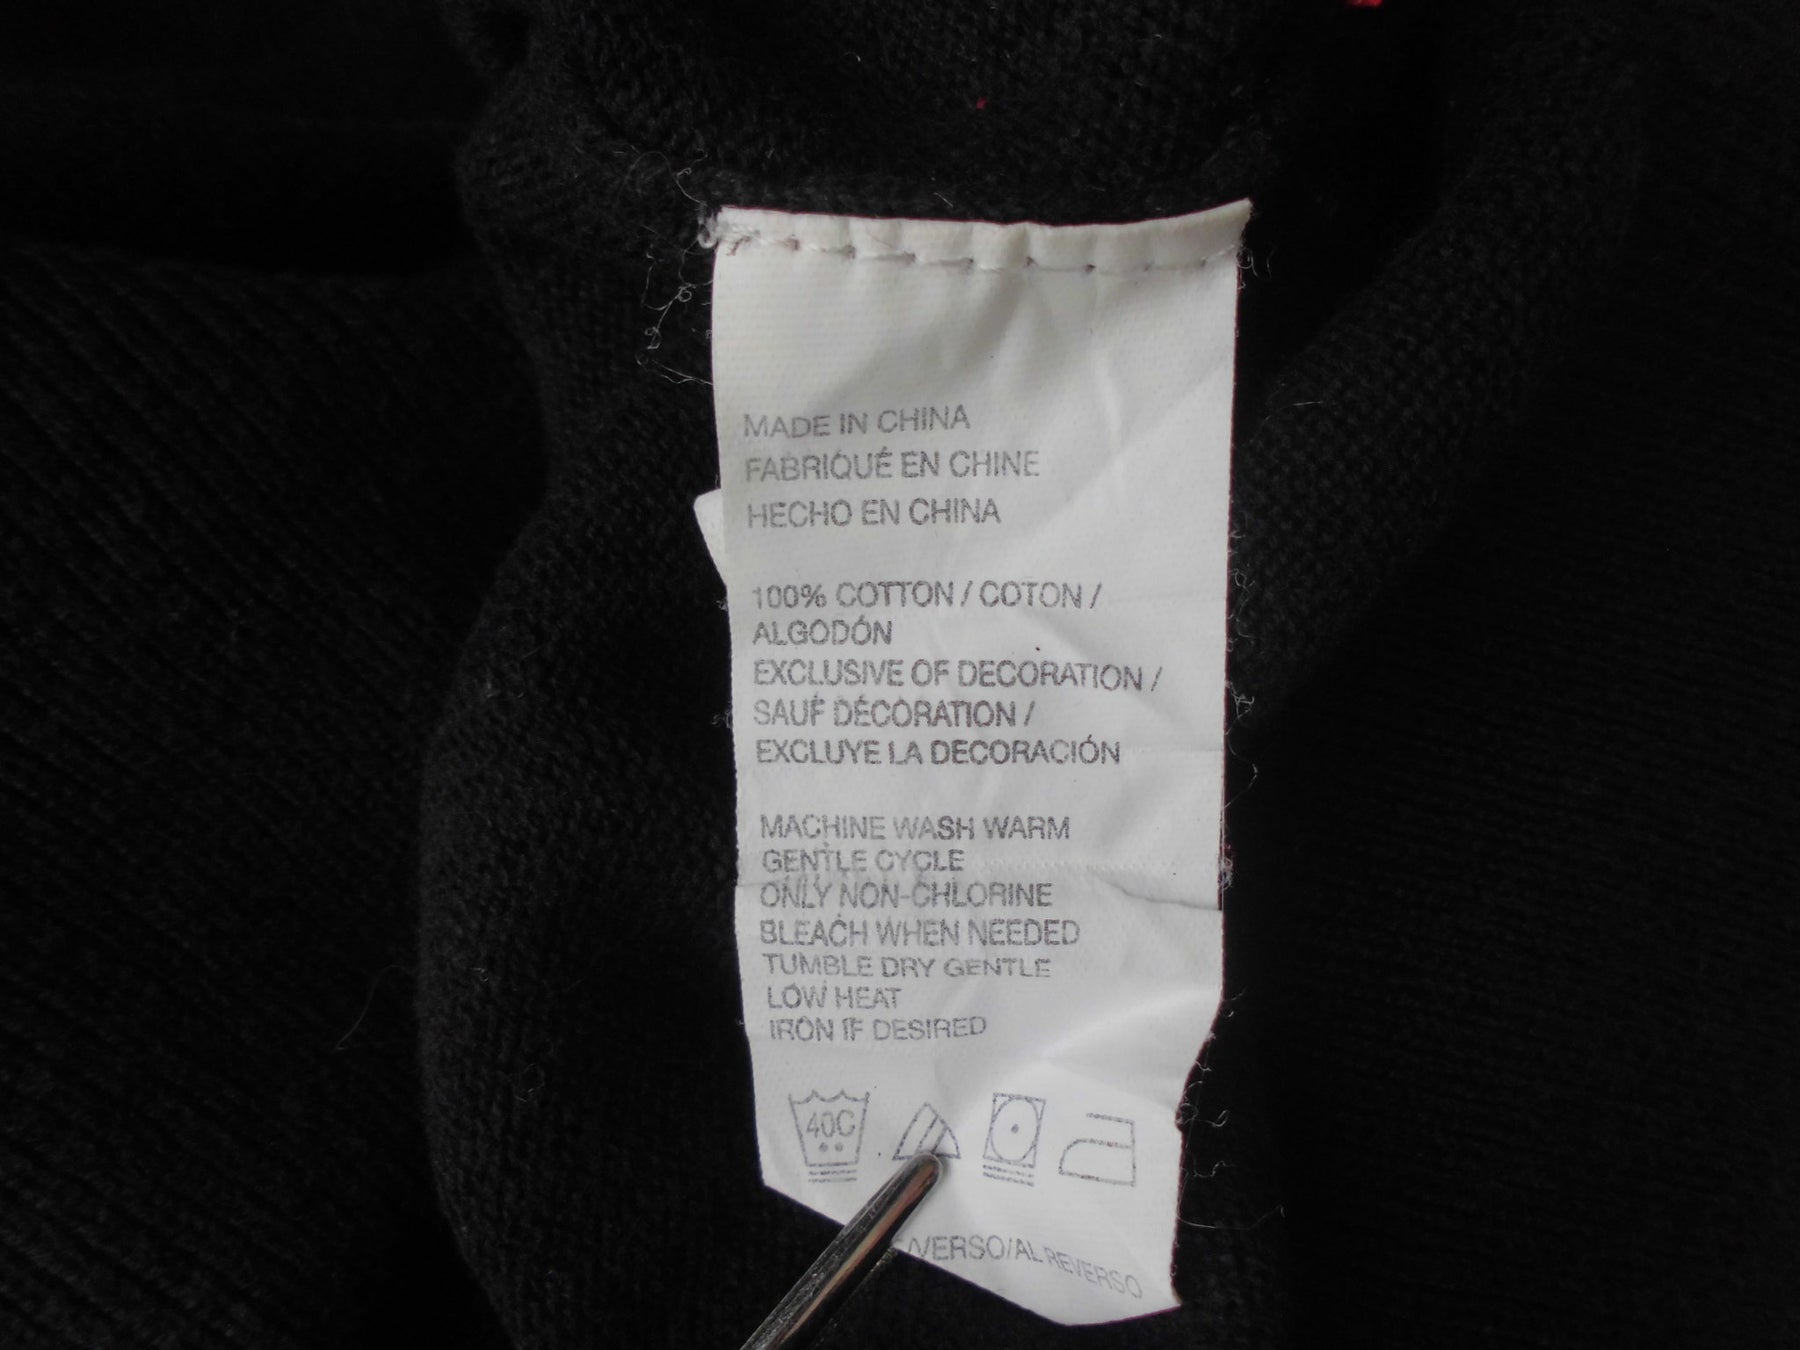 MADE IN CHINA
FABRIQUÉ EN CHINE
HECHO EN CHINA
100% COTTON / COTON /
ALGODÓN
EXCLUSIVE OF DECORATION /
SAUF DÉCORATION /
EXCLUYE LA DECORACIÓN
MACHINE WASH WARM
GENTLE CYCLE
ONLY NON-CHLORINE
BLEACH WHEN NEEDED
TUMBLE DRY GENTLE
LOW HEAT
IRON IF DESIRED
40C
VERSO/AL REVERSO